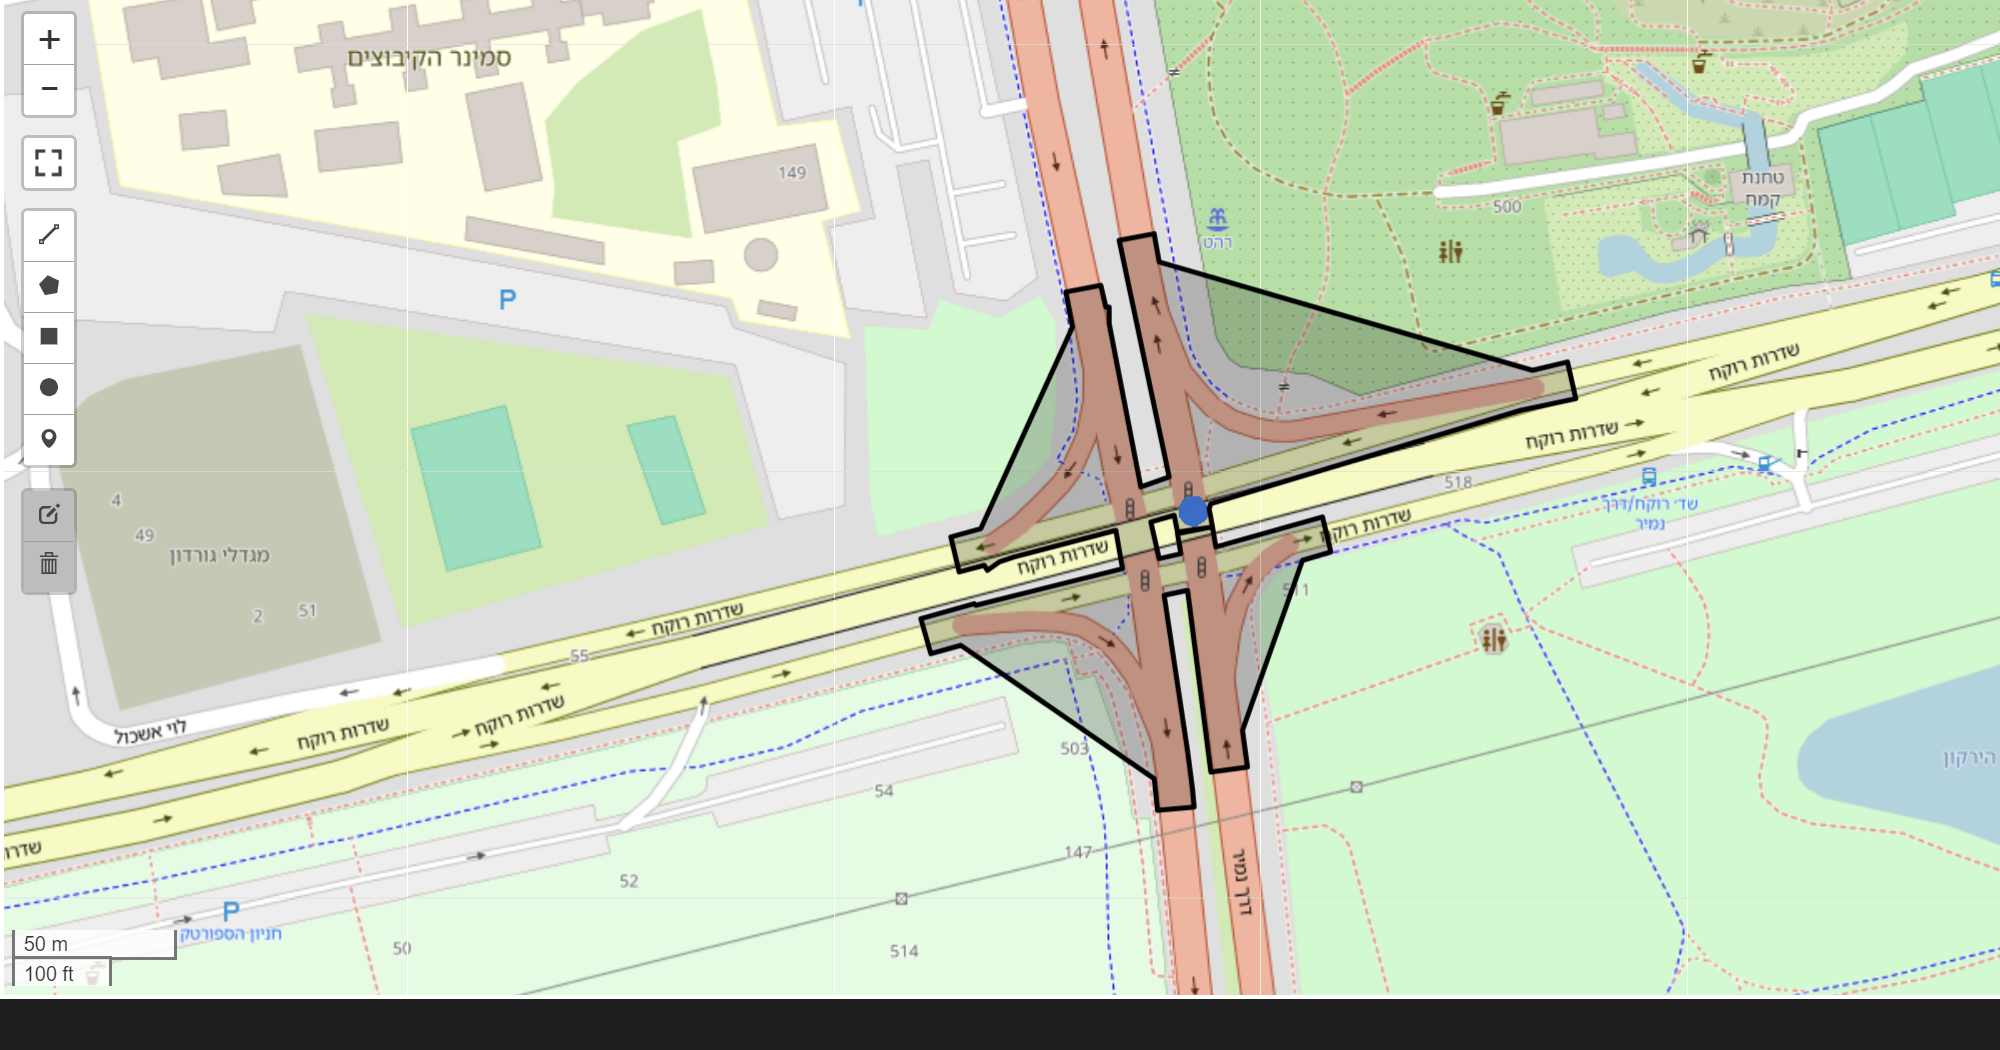 +
−
סמינר הקיבוצים
149
P
רהט
500
טחנת
קמח
שדרות רוקח
שדרות רוקח
518
שדרות רוקח
שדרות רוקח
שדי רוקח/דרך
נמיר
4
49
מגדלי גורדון
2
51
שדרות רוקח
511
55
שדרות רוקח
שדרות רוקח
לוי אשכול
503
54
147
52
דרך נמיר
הירקון
P
חניון הספורטק
50
514
50 m
100 ft